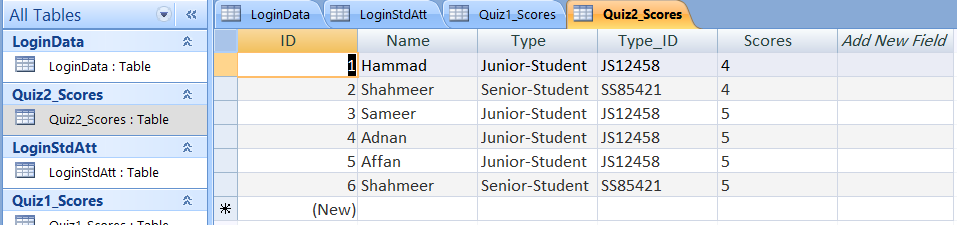 All Tables
LoginData
LoginData : Table
Quiz2_Scores
Quiz2_Scores : Table
LoginStdAtt
LoginStdAtt : Table
Quiz1_Scores
Quiz1_Scores : Table
LoginData LoginStdAtt Quiz1_Scores Quiz2_Scores
ID Name Type Type_ID Scores Add New Field
1 Hammad Junior-Student JS12458 4
2 Shahmeer Senior-Student SS85421 4
3 Sameer Junior-Student JS12458 5
4 Adnan Junior-Student JS12458 5
5 Affan Junior-Student JS12458 5
6 Shahmeer Senior-Student SS85421 5
(New)